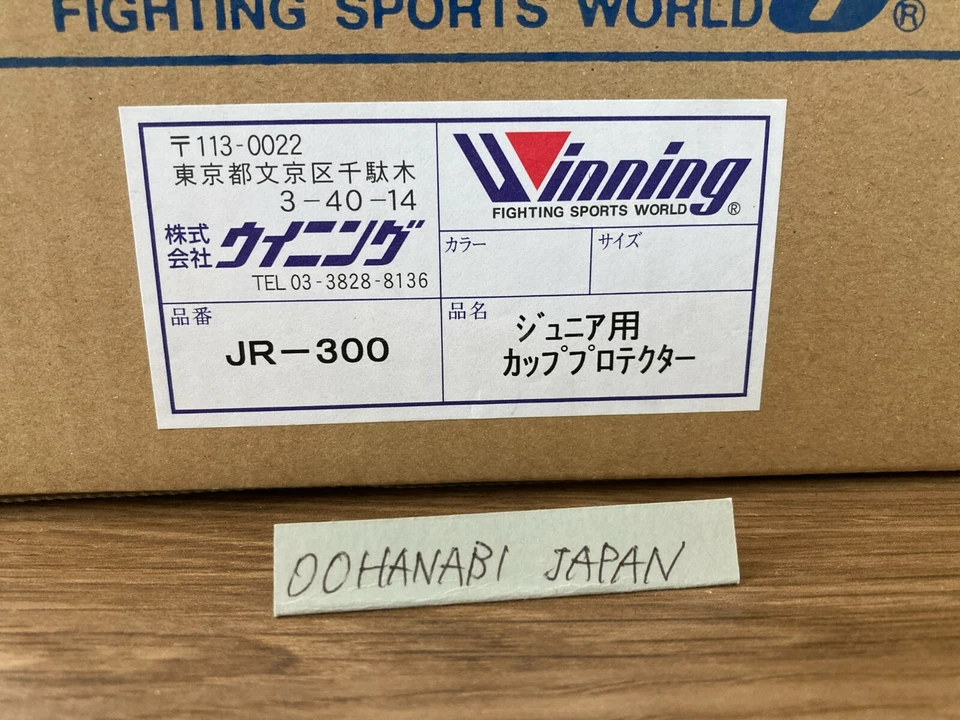 FIGHTING SPORTS WORLD ®
〒113-0022
東京都文京区千駄木
3-40-14
株式会社 ウイニング
TEL 03-3828-8136
Winning
FIGHTING SPORTS WORLD ®
カラー
サイズ
品番
JR-300
品名
ジュニア用
カッププロテクター
OOHANABI JAPAN